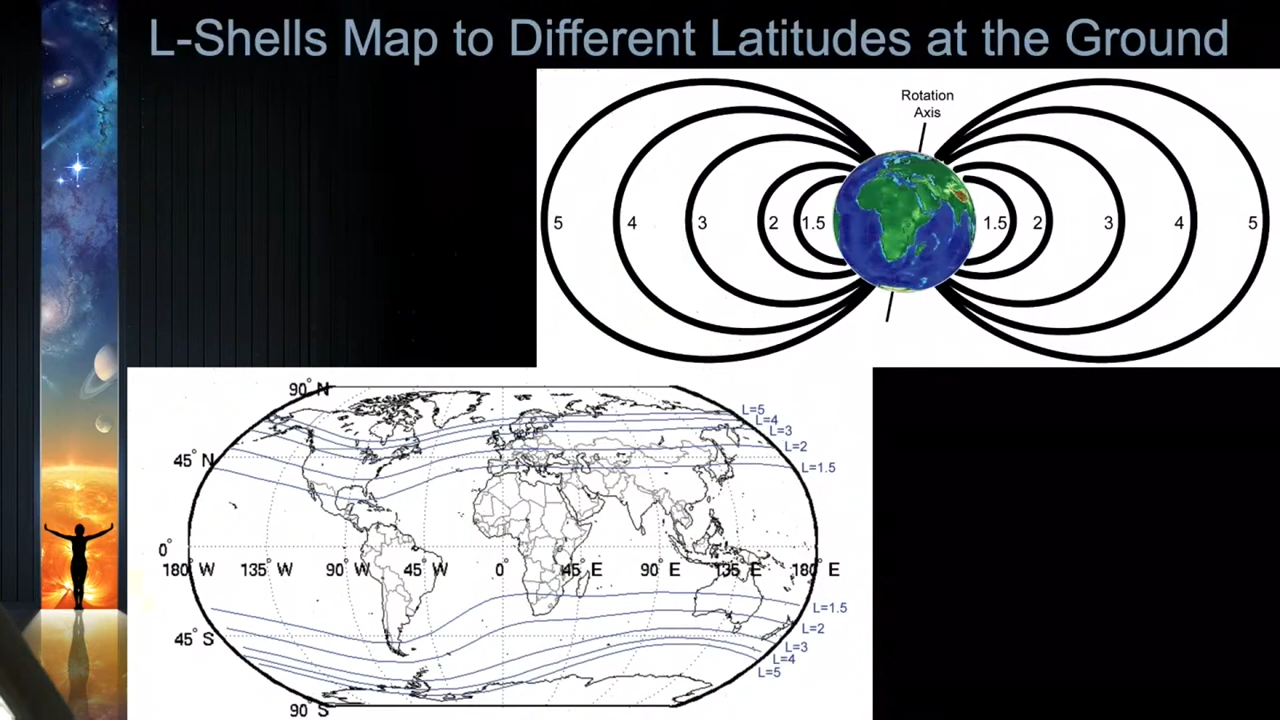 L-Shells Map to Different Latitudes at the Ground
Rotation
Axis
5 4 3 2 1.5 1.5 2 3 4 5
90° N
L=5
L=4
L=3
45° N
L=2
L=1.5
0°
180° W 135° W 90° W 45° W 0° 45° E 90° E 135° E 180° E
L=1.5
L=2
45° S
L=3
L=4
L=5
90° S